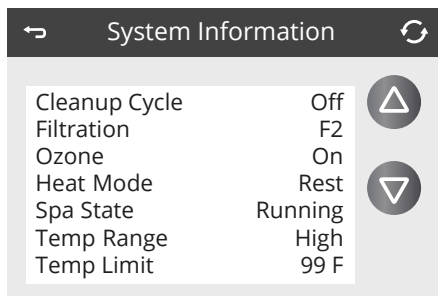 System Information
Cleanup Cycle Off
Filtration F2
Ozone On
Heat Mode Rest
Spa State Running
Temp Range High
Temp Limit 99 F